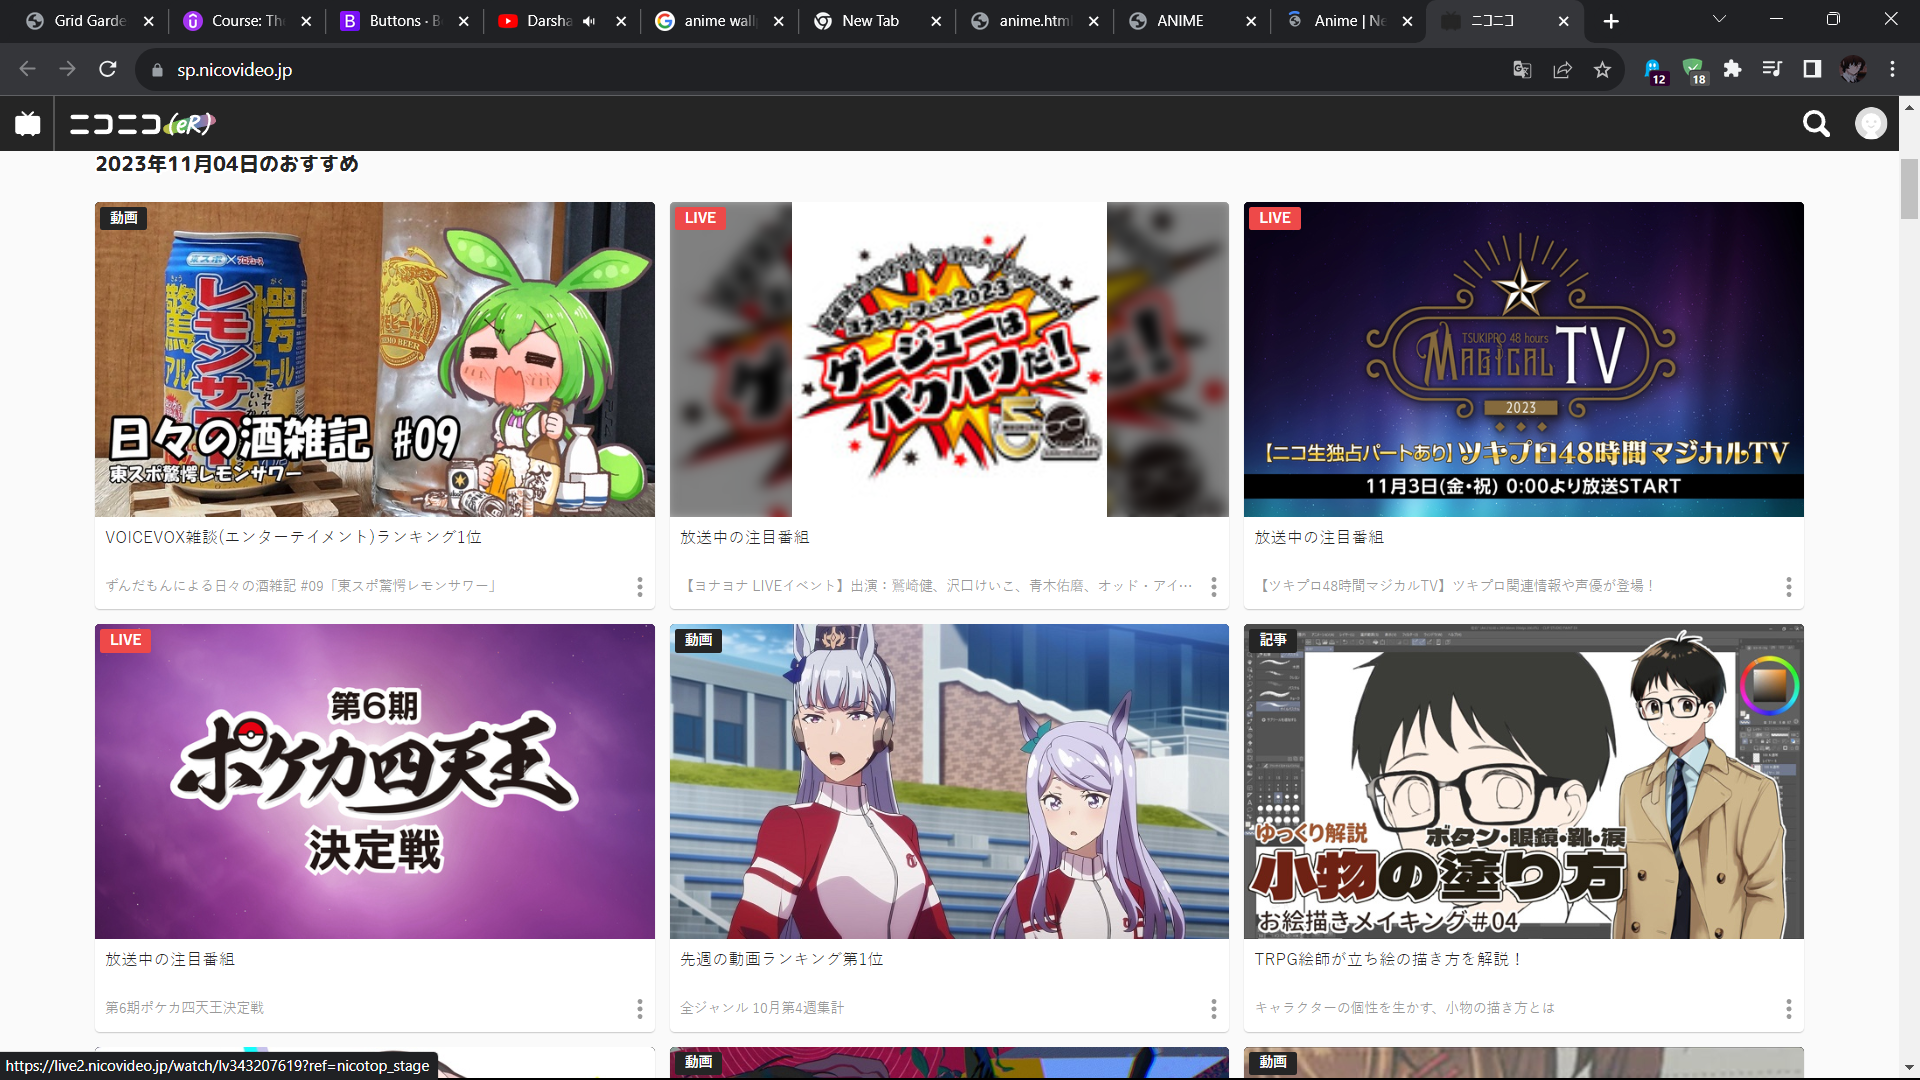 Grid Garde
Course: Th
Buttons · B
Darsha
anime wall
New Tab
anime.htm
ANIME
Anime | Ne
ニコニコ
sp.nicovideo.jp
12
18
ニコニコ(eR)
2023年11月04日のおすすめ
動画
レモンサワー
日々の酒雑記 #09
東スポ驚愕レモンサワー
VOICEVOX雑談(エンターテイメント)ランキング1位
ずんだもんによる日々の酒雑記 #09「東スポ驚愕レモンサワー」
LIVE
ヨナヨナフェス2023
ゲージューは
バクハツだ!
50
放送中の注目番組
【ヨナヨナ LIVEイベント】出演：鷲崎健、沢口けいこ、青木佑磨、オッド・アイ…
LIVE
TSUKIPRO 48 hours
MAGICAL TV
2023
【ニコ生独占パートあり】ツキプロ48時間マジカルTV
11月3日(金・祝) 0:00より放送START
放送中の注目番組
【ツキプロ48時間マジカルTV】ツキプロ関連情報や声優が登場！
LIVE
第6期
ポケカ四天王
決定戦
放送中の注目番組
第6期ポケカ四天王決定戦
動画
先週の動画ランキング第1位
全ジャンル 10月第4週集計
記事
ゆっくり解説
ボタン・眼鏡・靴・涙
小物の塗り方
お絵描きメイキング#04
TRPG絵師が立ち絵の描き方を解説！
キャラクターの個性を生かす、小物の描き方とは
動画
動画
https://live2.nicovideo.jp/watch/lv343207619?ref=nicotop_stage